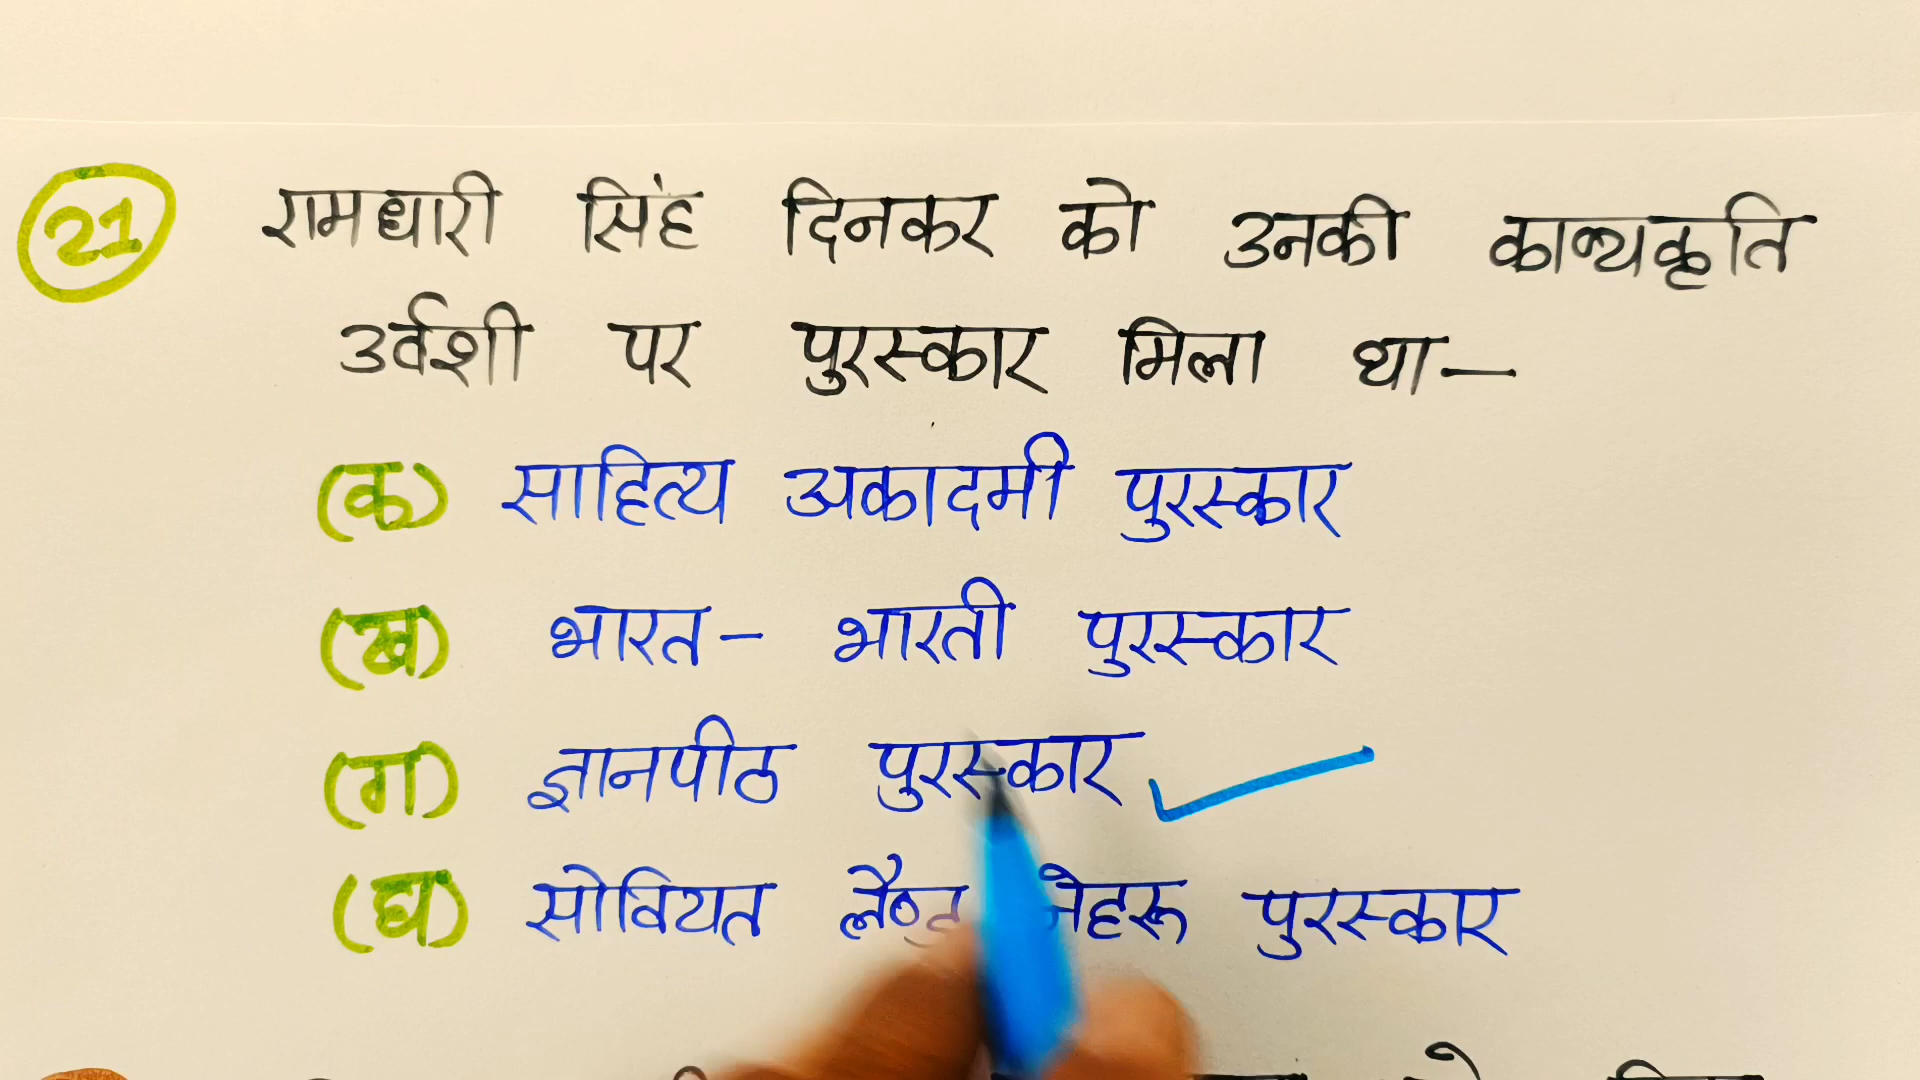 21 रामधारी सिंह दिनकर को उनकी काव्यकृति
उर्वशी पर पुरस्कार मिला था—
(क) साहित्य अकादमी पुरस्कार
(ख) भारत - भारती पुरस्कार
(ग) ज्ञानपीठ पुरस्कार
(घ) सोवियत लैण्ड नेहरू पुरस्कार